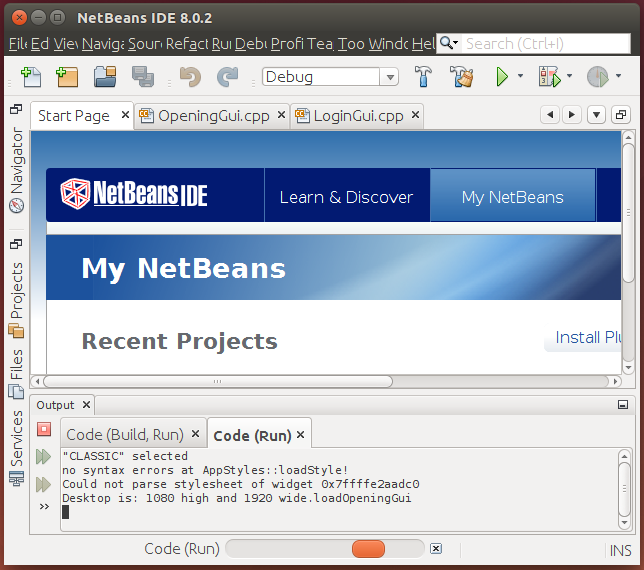 NetBeans IDE 8.0.2
File Ed Viev Naviga Sourc Refact Rur Debu Profi Tea Too Windo Hel Search (Ctrl+I)
Debug
Start Page OpeningGui.cpp LoginGui.cpp
Navigator
Projects
Files
Services
NetBeans IDE Learn & Discover My NetBeans
My NetBeans
Recent Projects
Install Plu
Output
Code (Build, Run) Code (Run)
"CLASSIC" selected
no syntax errors at AppStyles::loadStyle!
Could not parse stylesheet of widget 0x7ffffe2aadc0
Desktop is: 1080 high and 1920 wide.loadOpeningGui
Code (Run)
INS